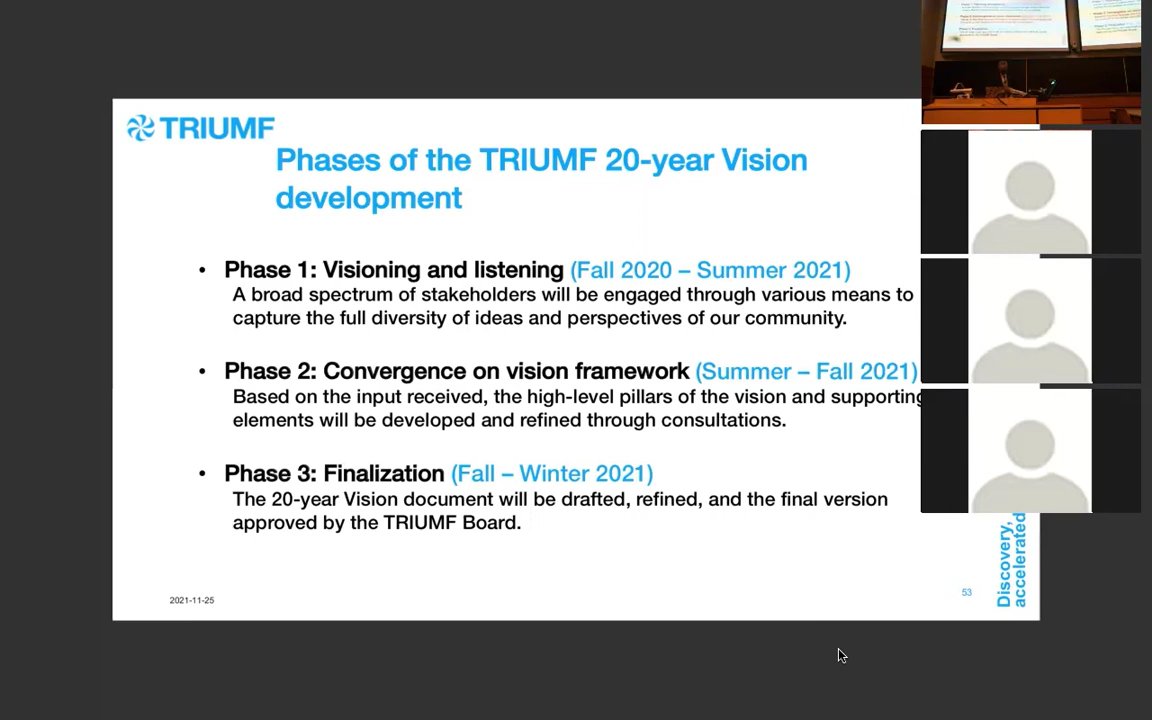 TRIUMF
Phases of the TRIUMF 20-year Vision
development
• Phase 1: Visioning and listening (Fall 2020 – Summer 2021)
A broad spectrum of stakeholders will be engaged through various means to
capture the full diversity of ideas and perspectives of our community.
• Phase 2: Convergence on vision framework (Summer – Fall 2021)
Based on the input received, the high-level pillars of the vision and supporting
elements will be developed and refined through consultations.
• Phase 3: Finalization (Fall – Winter 2021)
The 20-year Vision document will be drafted, refined, and the final version
approved by the TRIUMF Board.
2021-11-25
53
Discovery,
accelerated